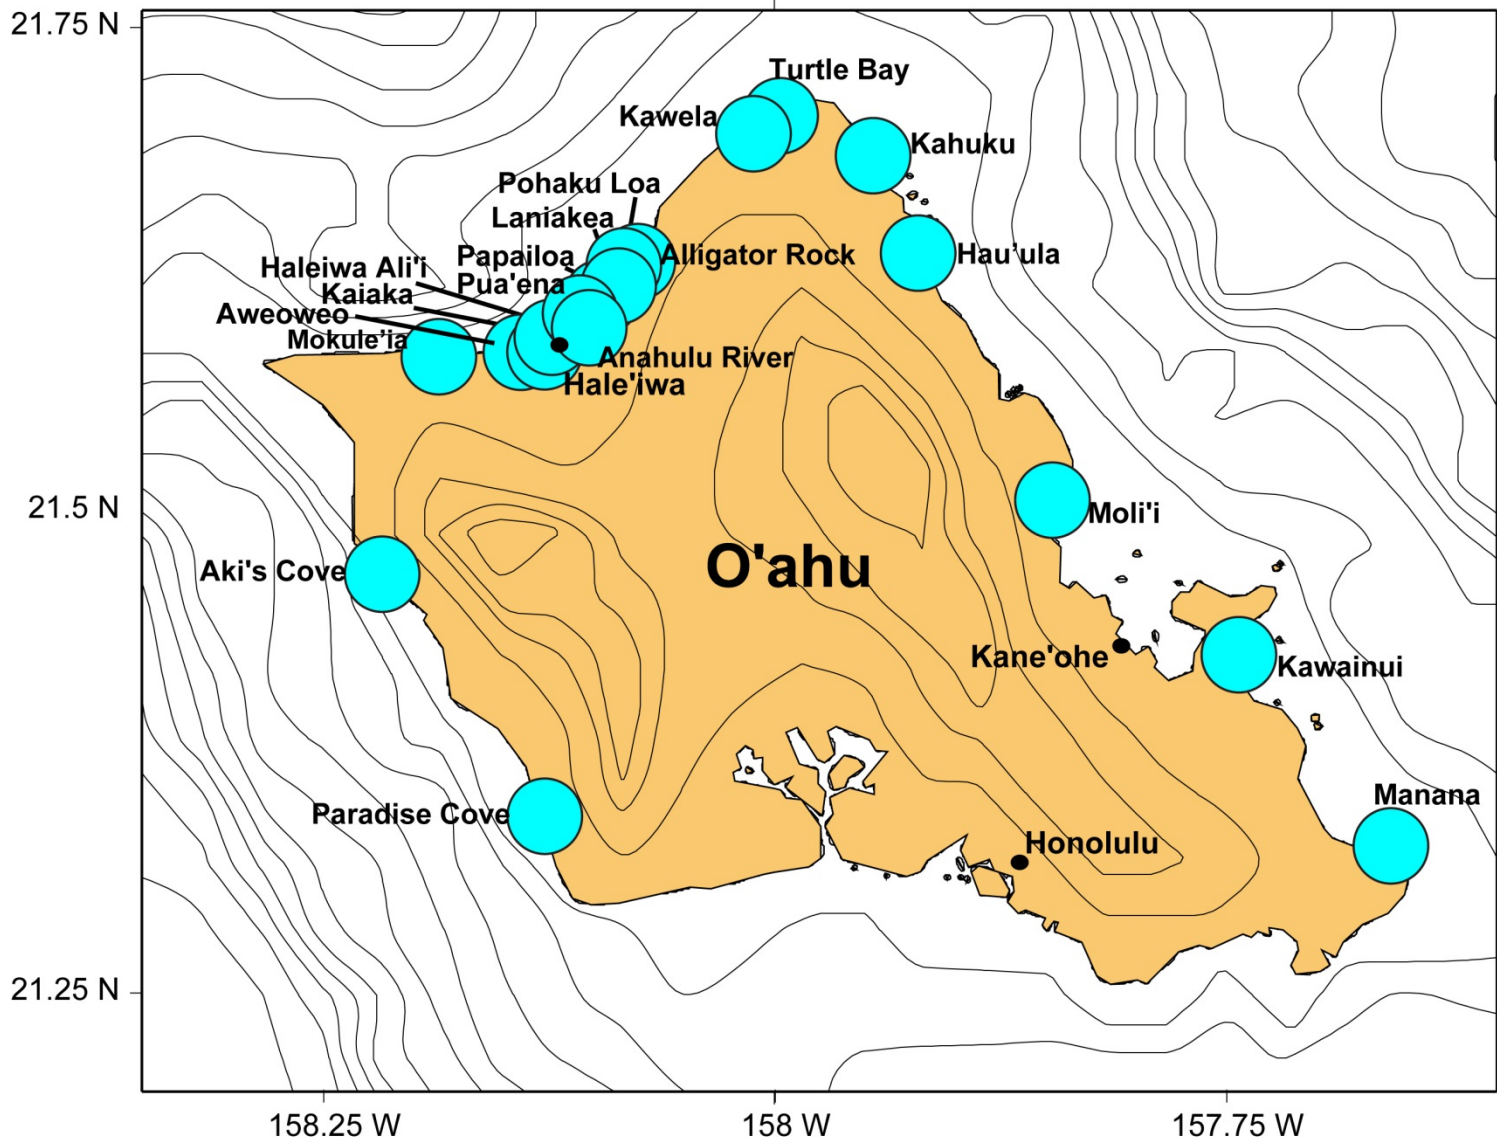 21.75 N
Turtle Bay
Kawela
Kahuku
Pohaku Loa
Laniakea
Papailoa
Alligator Rock
Hau’ula
Haleiwa Ali'i
Pua'ena
Kaiaka
Aweoweo
Mokule’ia
Anahulu River
Hale'iwa
21.5 N
Moli'i
O'ahu
Aki's Cove
Kane'ohe
Kawainui
Manana
Paradise Cove
Honolulu
21.25 N
158.25 W
158 W
157.75 W